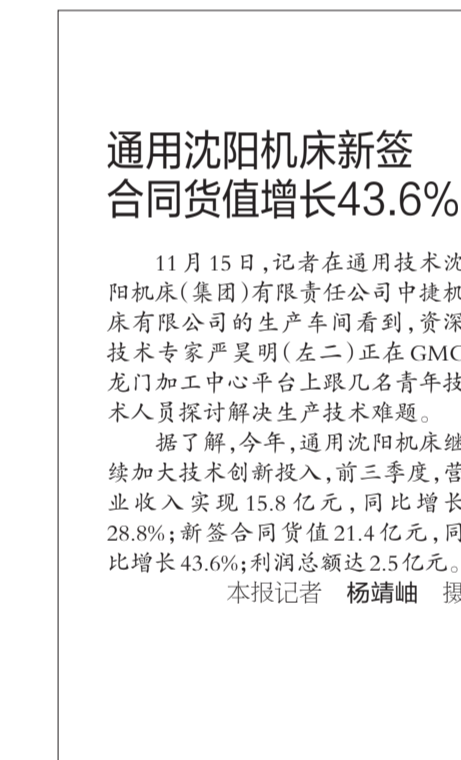 通用沈阳机床新签
合同货值增长43.6%
11月15日,记者在通用技术沈
阳机床(集团)有限责任公司中捷机
床有限公司的生产车间看到,资深
技术专家严昊明(左二)正在GMC
龙门加工中心平台上跟几名青年技
术人员探讨解决生产技术难题。
据了解,今年,通用沈阳机床继
续加大技术创新投入,前三季度,营
业收入实现15.8亿元,同比增长
28.8%;新签合同货值21.4亿元,同
比增长43.6%;利润总额达2.5亿元。
本报记者 杨靖岫 摄